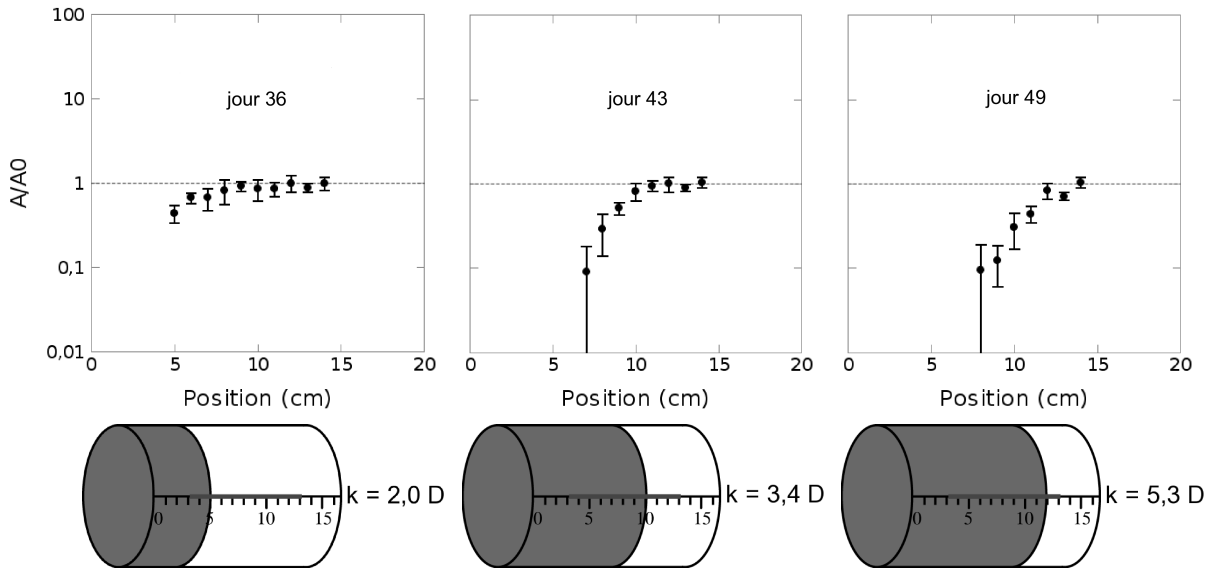 100
jour 36
jour 43
jour 49
10
A/A0
1
0,1
0,01
0 5 10 15 20 0 5 10 15 20 0 5 10 15 20
Position (cm) Position (cm) Position (cm)
k = 2,0 D k = 3,4 D k = 5,3 D
0 5 10 15 0 5 10 15 0 5 10 15